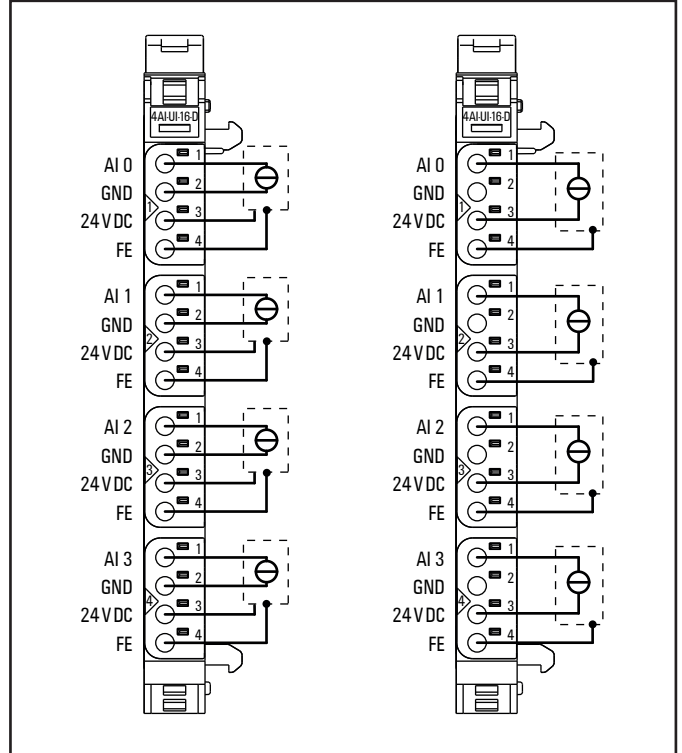 4AI-UI-16-D
AI 0 1
GND 2
24 V DC 3
FE 4
1
AI 1 1
GND 2
24 V DC 3
FE 4
2
AI 2 1
GND 2
24 V DC 3
FE 4
3
AI 3 1
GND 2
24 V DC 3
FE 4
4
4AI-UI-16-D
AI 0 1
GND 2
24 V DC 3
FE 4
1
AI 1 1
GND 2
24 V DC 3
FE 4
2
AI 2 1
GND 2
24 V DC 3
FE 4
3
AI 3 1
GND 2
24 V DC 3
FE 4
4